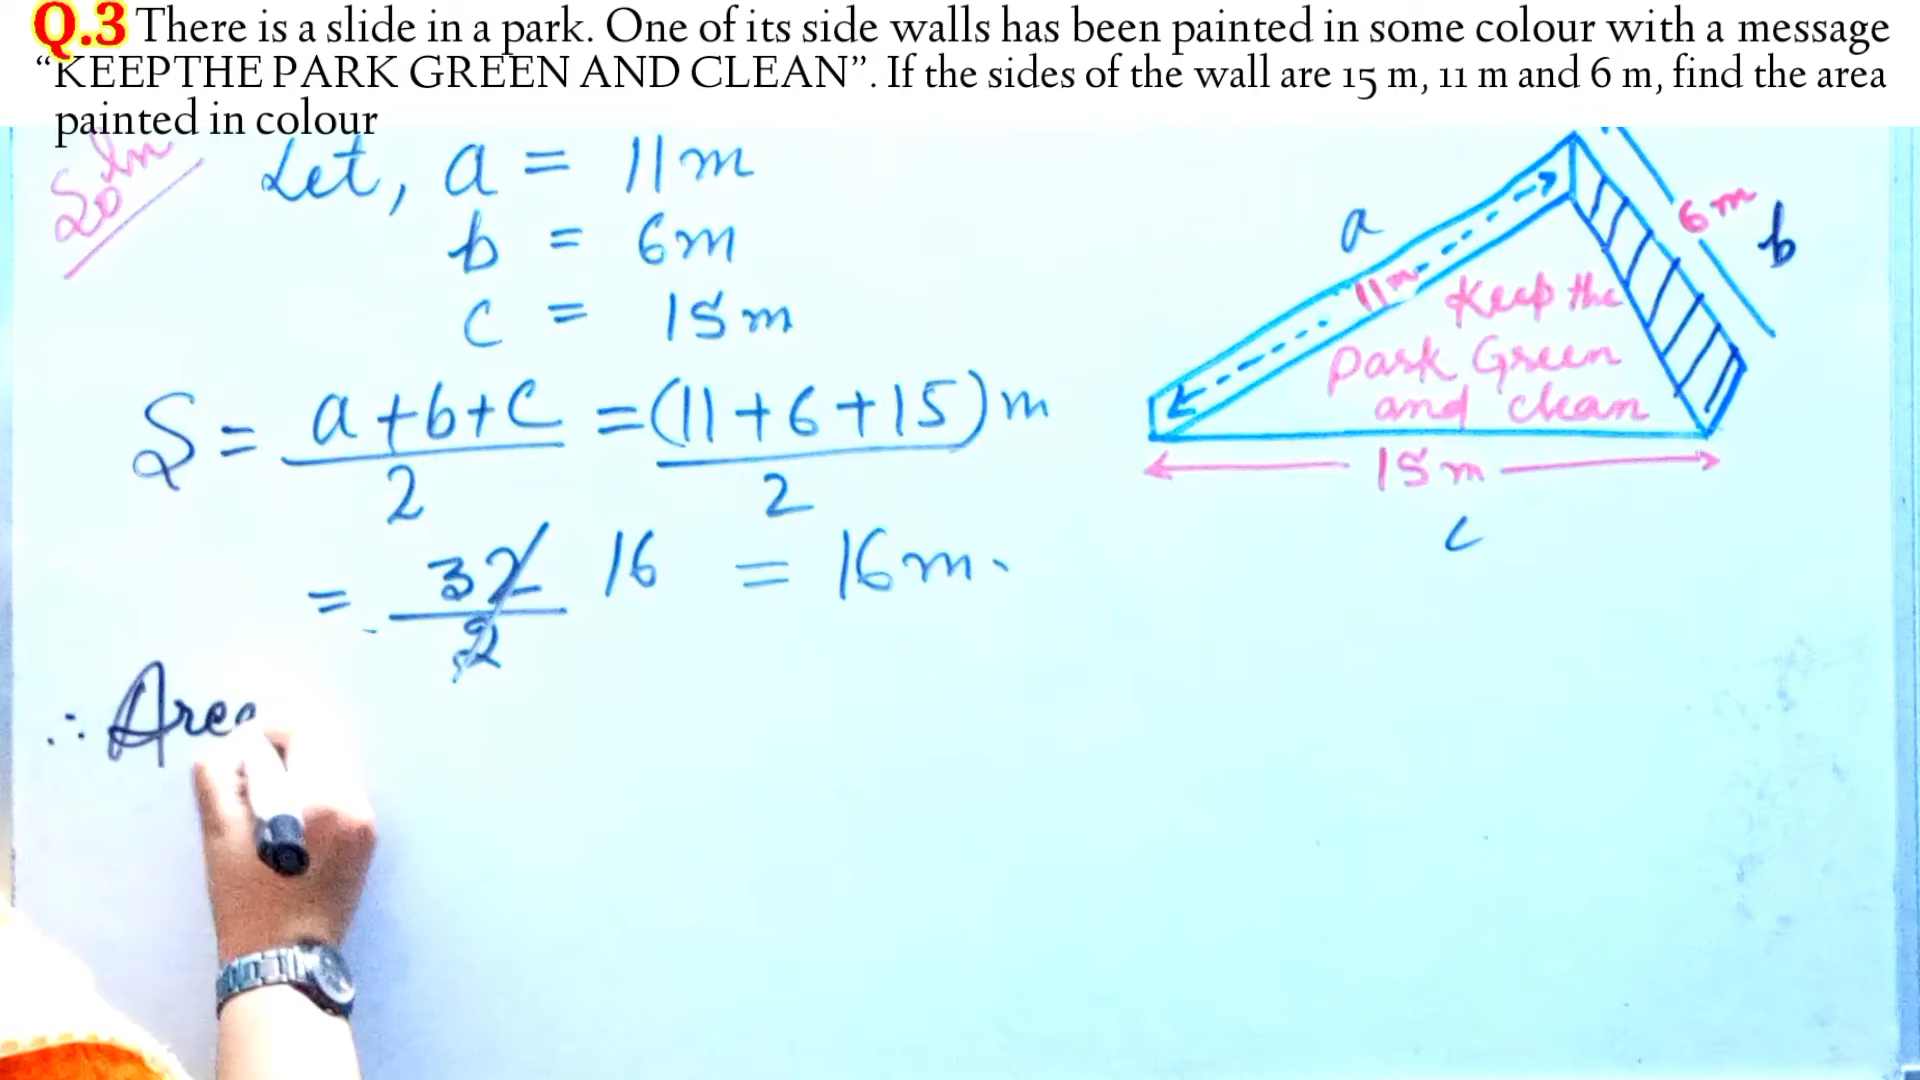 Q.3 There is a slide in a park. One of its side walls has been painted in some colour with a message
“KEEPTHE PARK GREEN AND CLEAN”. If the sides of the wall are 15 m, 11 m and 6 m, find the area
painted in colour
Soln Let, a = 11m
b = 6m
c = 15m
S = a+b+c/2 = (11+6+15)m/2
= 32/2 16 = 16m.
∴ Area
a
6m
b
11m
Keep the
Park Green
and clean
15m
c